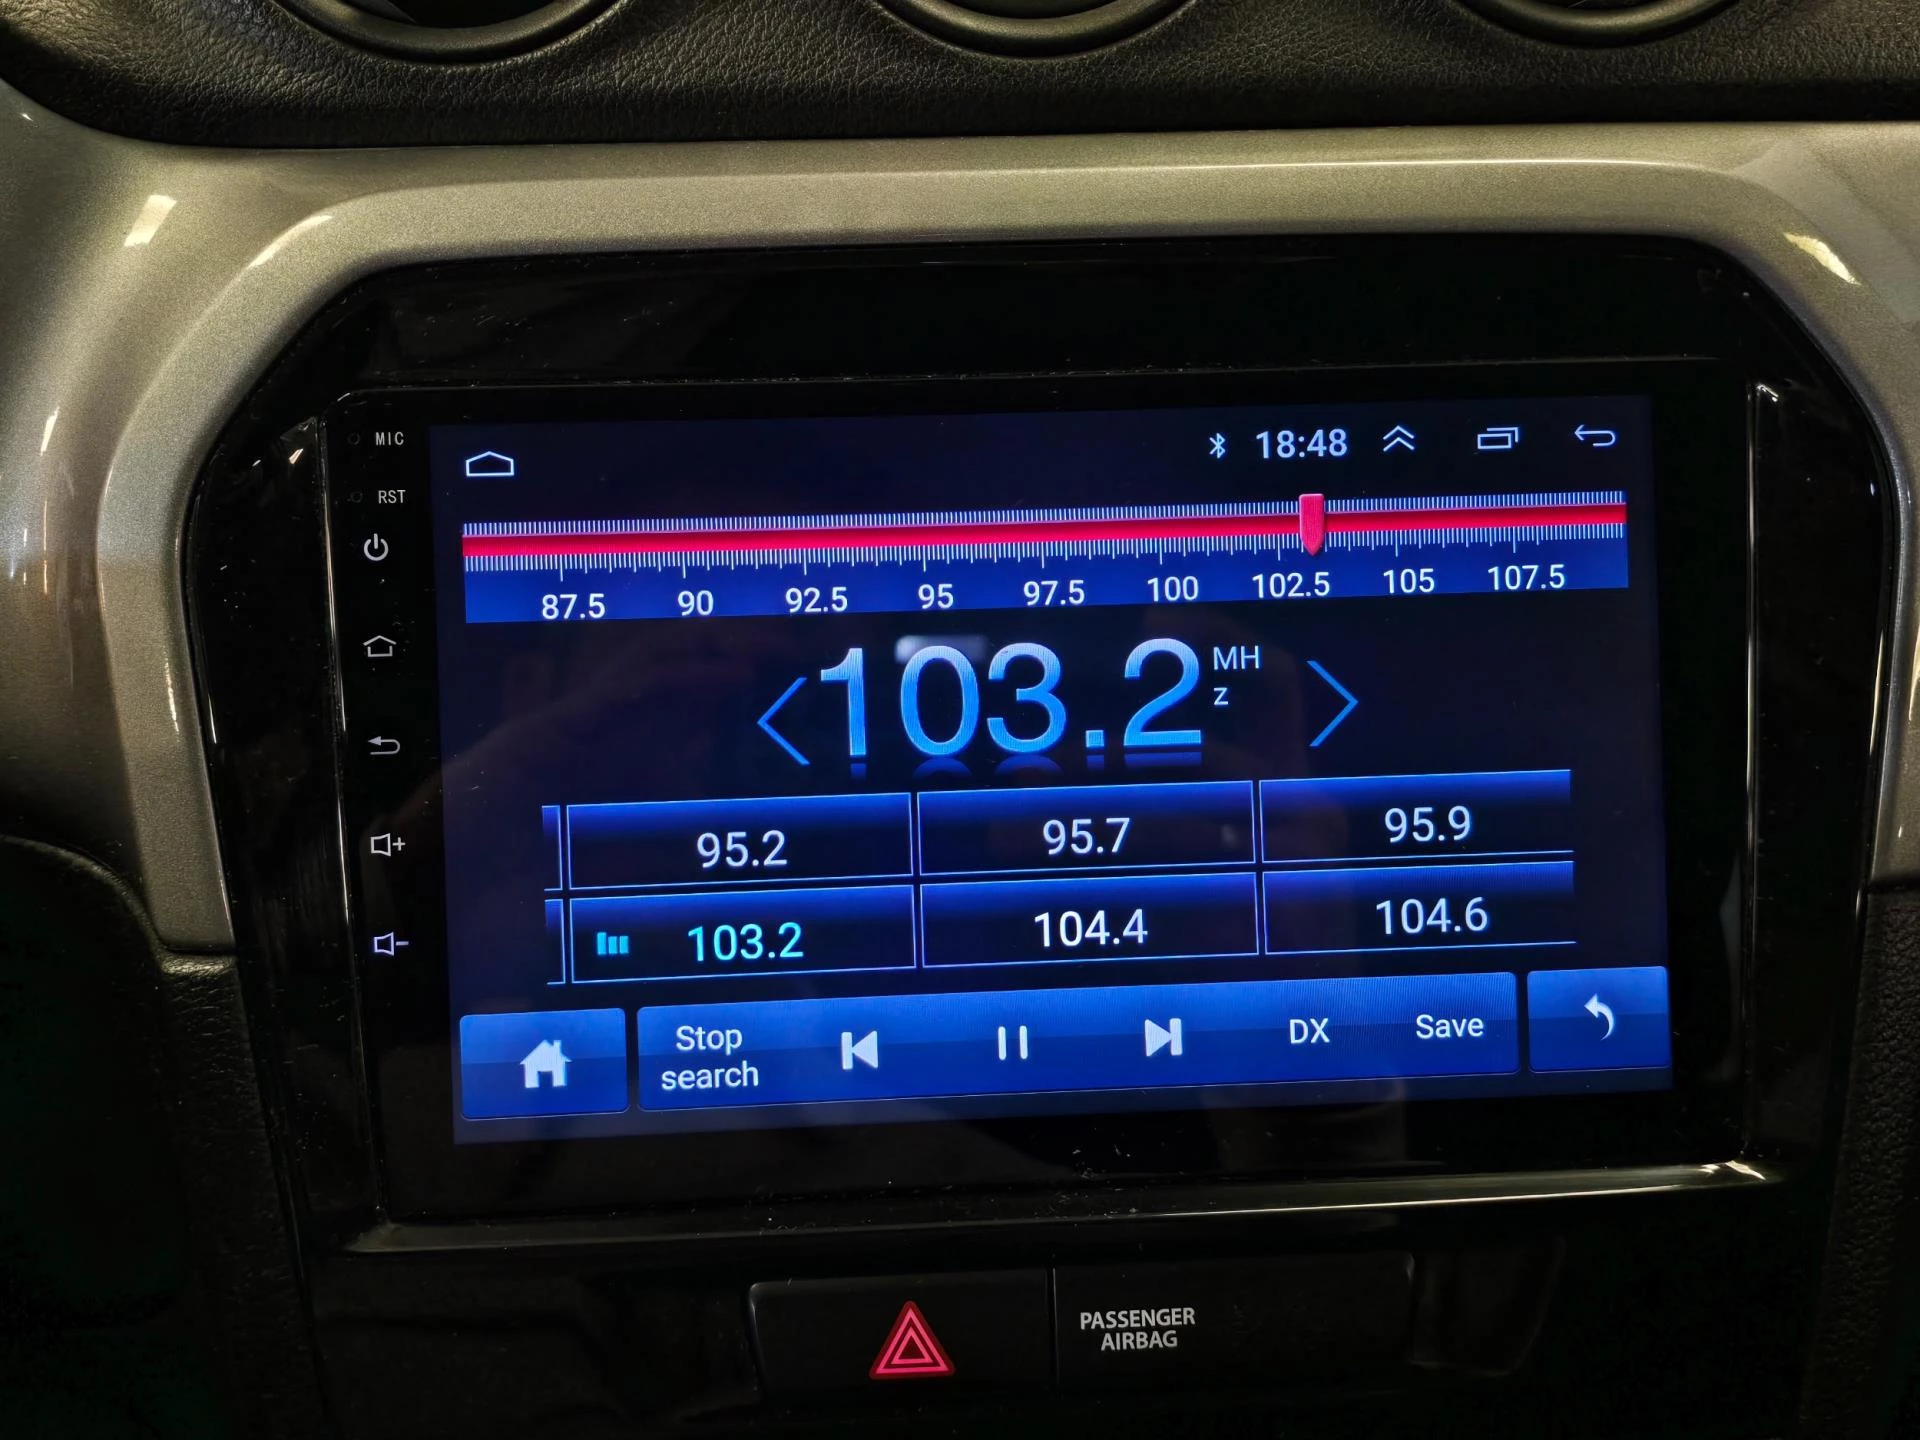 MIC
18:48
RST
87.5 90 92.5 95 97.5 100 102.5 105 107.5
103.2 MH
z
95.2 95.7 95.9
103.2 104.4 104.6
Stop
search
DX
Save
PASSENGER
AIRBAG